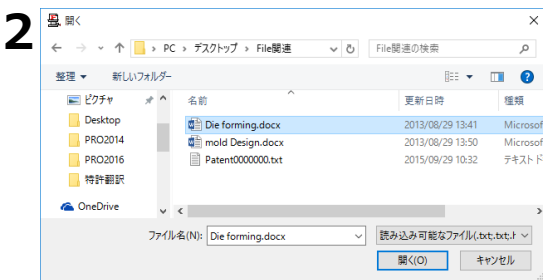 2
開く
PC › デスクトップ › File関連
File関連の検索
整理 新しいフォルダー
ピクチャ
Desktop
PRO2014
PRO2016
特許翻訳
OneDrive
名前 更新日時 種類
Die forming.docx 2013/08/29 13:41 Microsof
mold Design.docx 2013/08/29 13:50 Microsof
Patent0000000.txt 2015/09/29 10:32 テキスト ド
ファイル名(N): Die forming.docx 読み込み可能なファイル(.txt;.txt;.h
開く(O) キャンセル